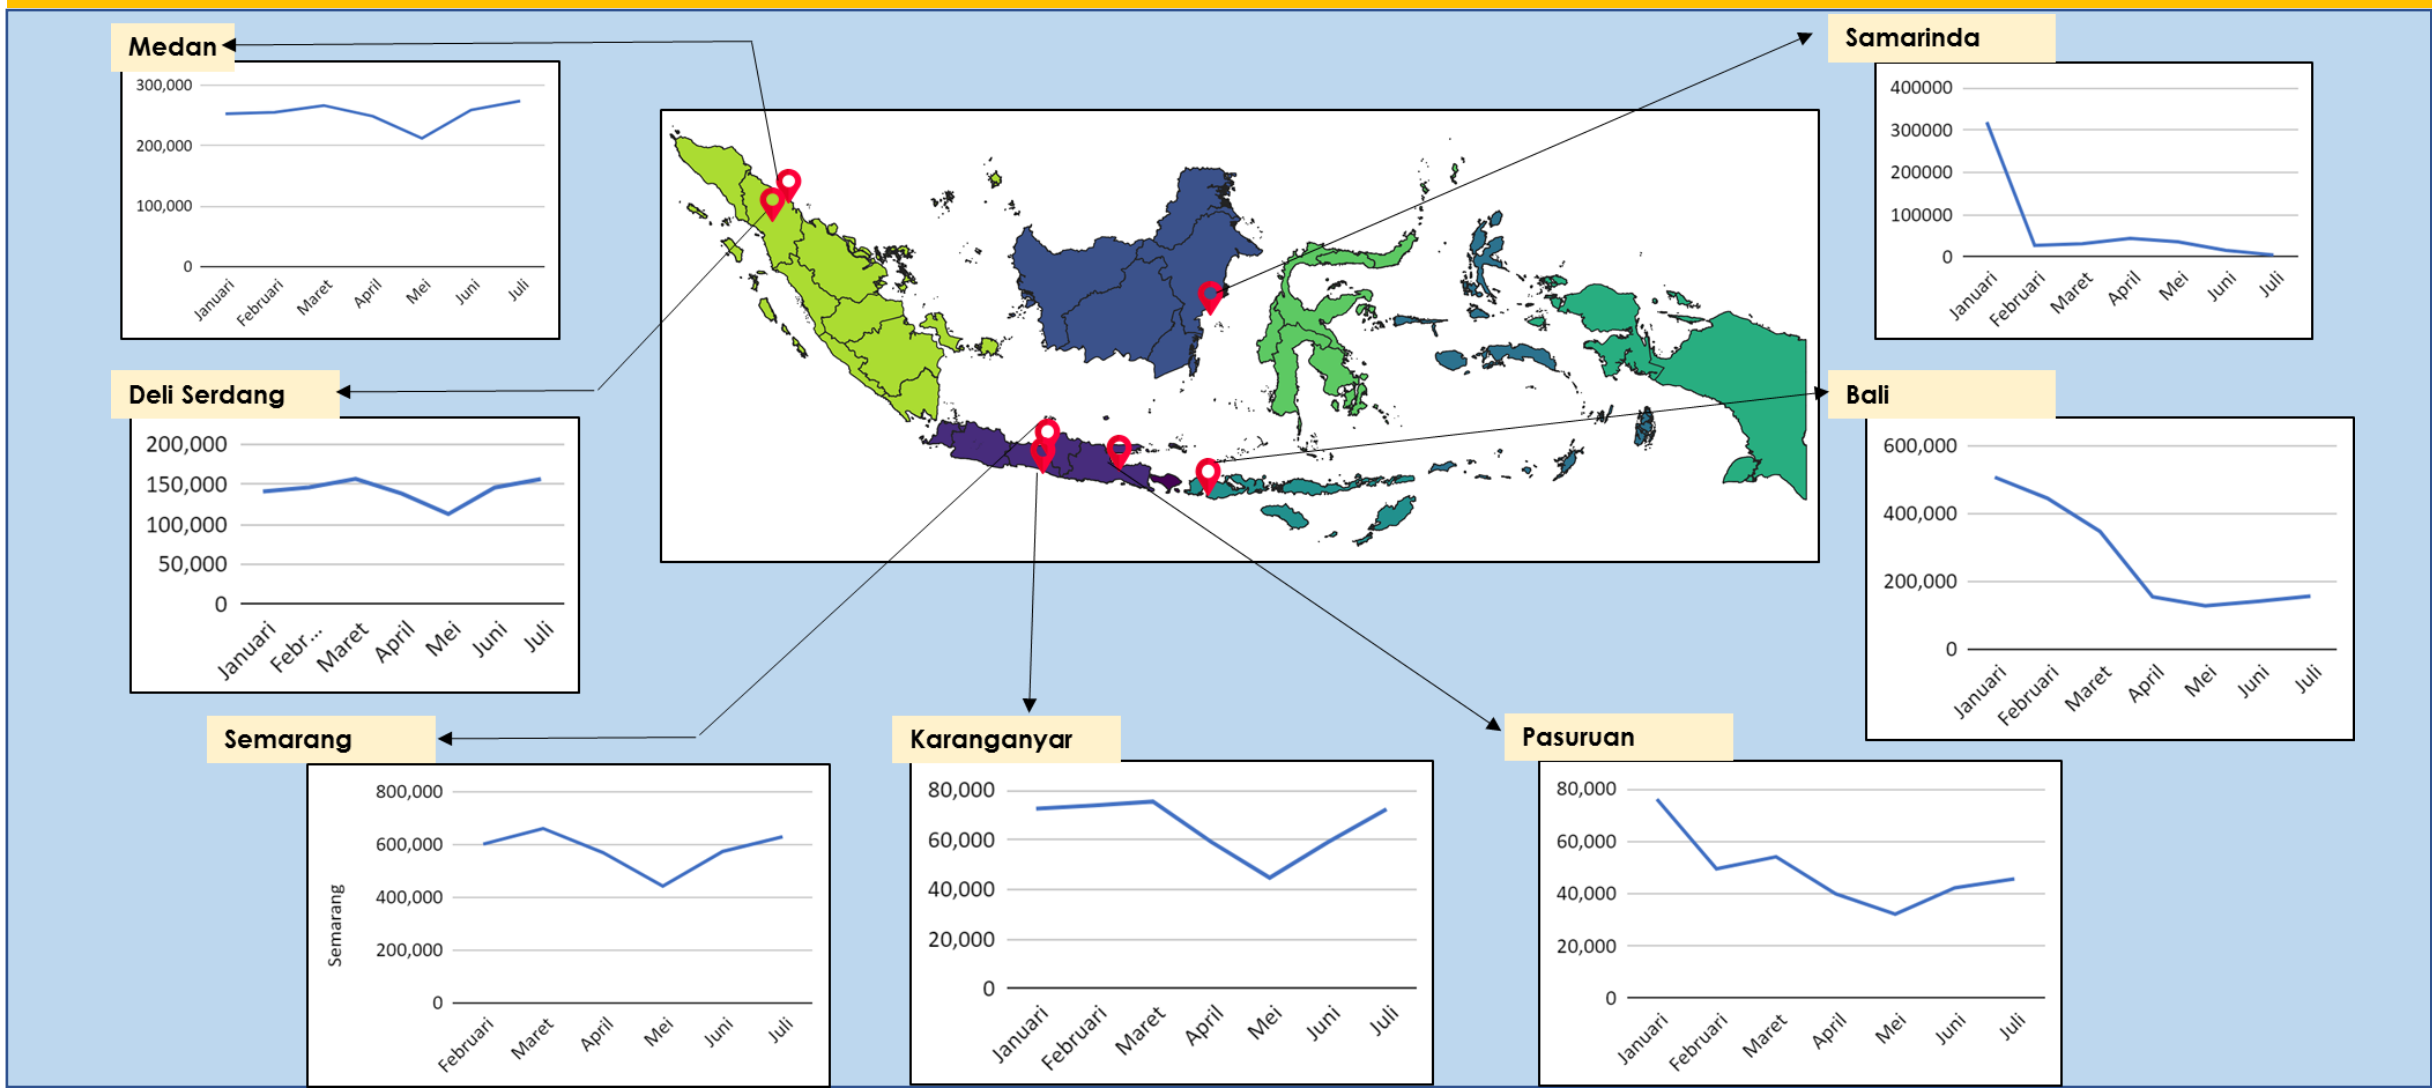 Medan
300,000
200,000
100,000
0
Januari
Februari
Maret
April
Mei
Juni
Juli
Samarinda
400000
300000
200000
100000
0
Januari
Februari
Maret
April
Mei
Juni
Juli
Deli Serdang
200,000
150,000
100,000
50,000
0
Januari
Febr...
Maret
April
Mei
Juni
Juli
Bali
600,000
400,000
200,000
0
Januari
Februari
Maret
April
Mei
Juni
Juli
Semarang
800,000
600,000
400,000
200,000
0
Semarang
Februari
Maret
April
Mei
Juni
Juli
Karanganyar
80,000
60,000
40,000
20,000
0
Januari
Februari
Maret
April
Mei
Juni
Juli
Pasuruan
80,000
60,000
40,000
20,000
0
Januari
Februari
Maret
April
Mei
Juni
Juli